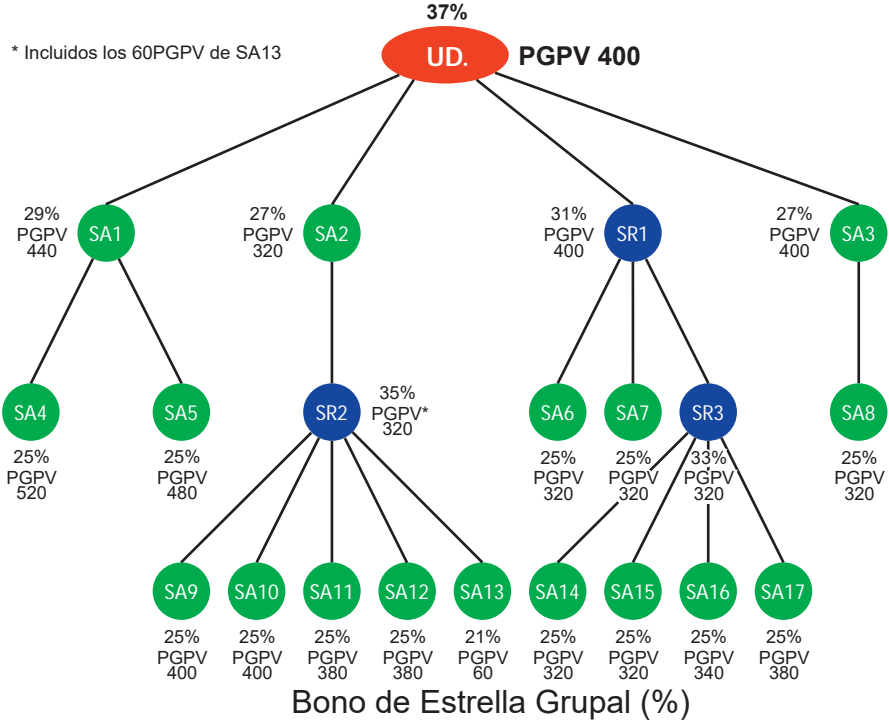 37%
* Incluidos los 60PGPV de SA13
UD.
PGPV 400
29%
PGPV
440
SA1
27%
PGPV
320
SA2
31%
PGPV
400
SR1
27%
PGPV
400
SA3
SA4
25%
PGPV
520
SA5
25%
PGPV
480
SR2
35%
PGPV*
320
SA6
25%
PGPV
320
SA7
25%
PGPV
320
SR3
33%
PGPV
320
SA8
25%
PGPV
320
SA9
25%
PGPV
400
SA10
25%
PGPV
400
SA11
25%
PGPV
380
SA12
25%
PGPV
380
SA13
21%
PGPV
60
SA14
25%
PGPV
320
SA15
25%
PGPV
320
SA16
25%
PGPV
340
SA17
25%
PGPV
380
Bono de Estrella Grupal (%)